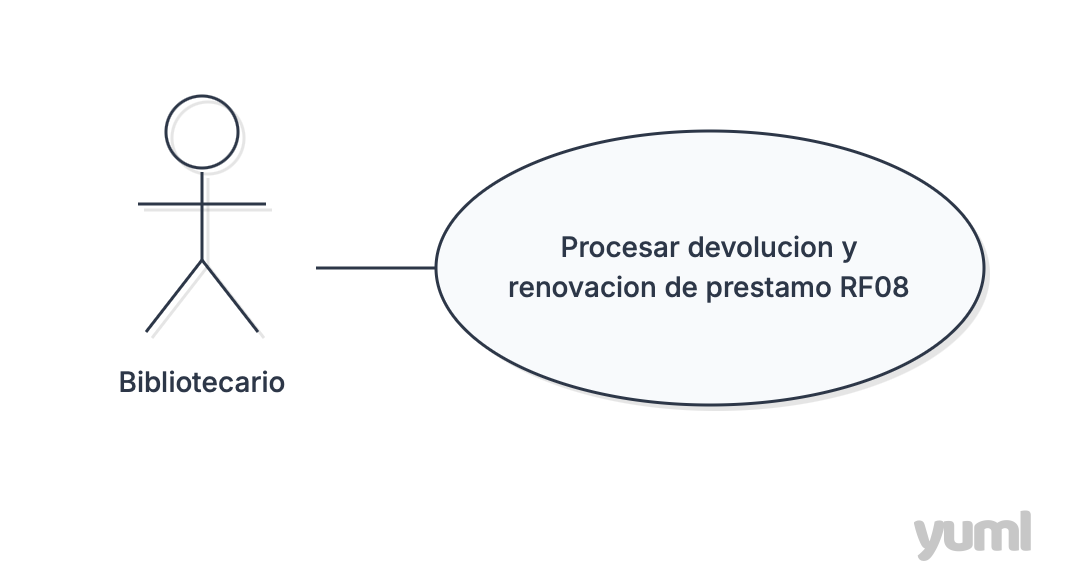 Procesar devolucion y
renovacion de prestamo RF08
Bibliotecario
yuml